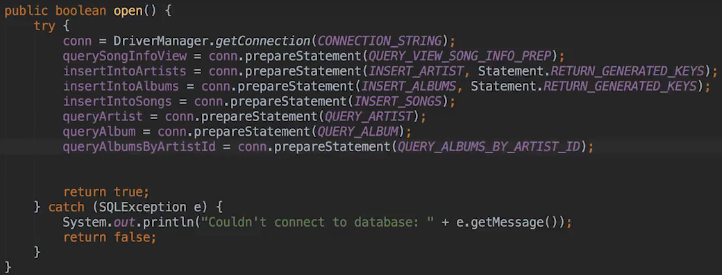 public boolean open() {
    try {
        conn = DriverManager.getConnection(CONNECTION_STRING);
        querySongInfoView = conn.prepareStatement(QUERY_VIEW_SONG_INFO_PREP);
        insertIntoArtists = conn.prepareStatement(INSERT_ARTIST, Statement.RETURN_GENERATED_KEYS);
        insertIntoAlbums = conn.prepareStatement(INSERT_ALBUMS, Statement.RETURN_GENERATED_KEYS);
        insertIntoSongs = conn.prepareStatement(INSERT_SONGS);
        queryArtist = conn.prepareStatement(QUERY_ARTIST);
        queryAlbum = conn.prepareStatement(QUERY_ALBUM);
        queryAlbumsByArtistId = conn.prepareStatement(QUERY_ALBUMS_BY_ARTIST_ID);
        return true;
    } catch (SQLException e) {
        System.out.println("Couldn't connect to database: " + e.getMessage());
        return false;
    }
}